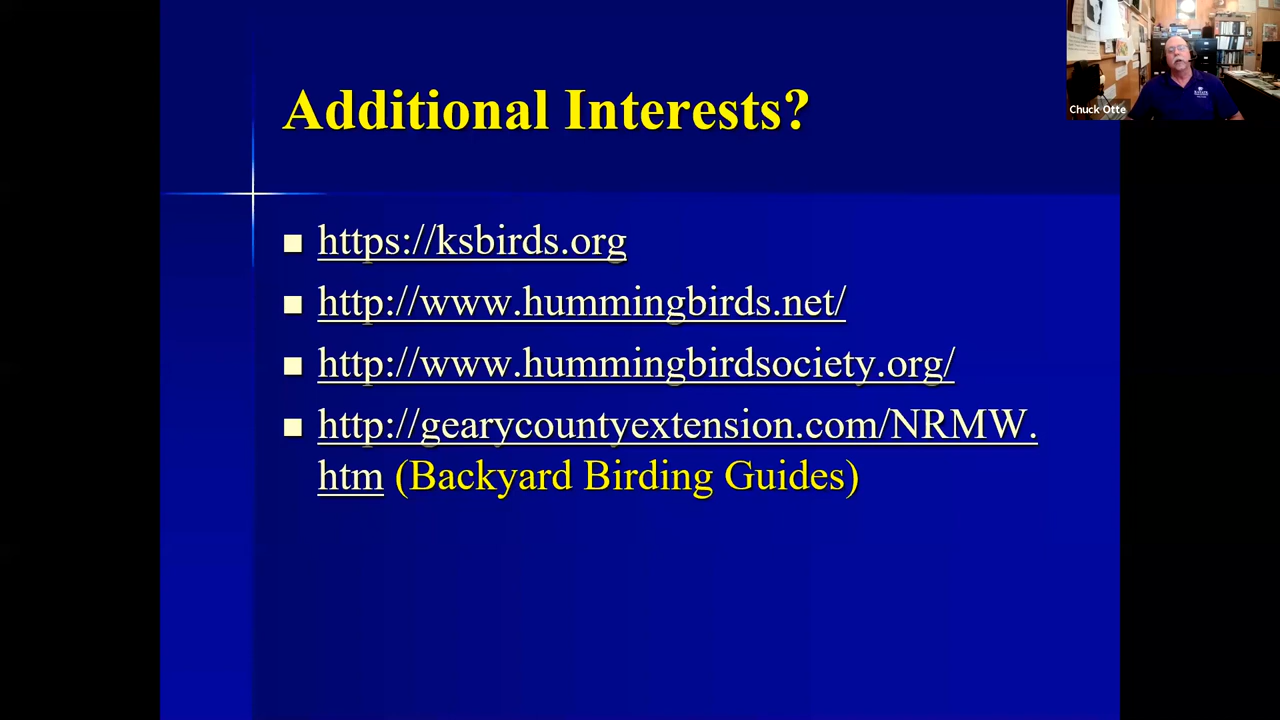 Additional Interests?
https://ksbirds.org
http://www.hummingbirds.net/
http://www.hummingbirdsociety.org/
http://gearycountyextension.com/NRMW.
htm (Backyard Birding Guides)
Chuck Otte